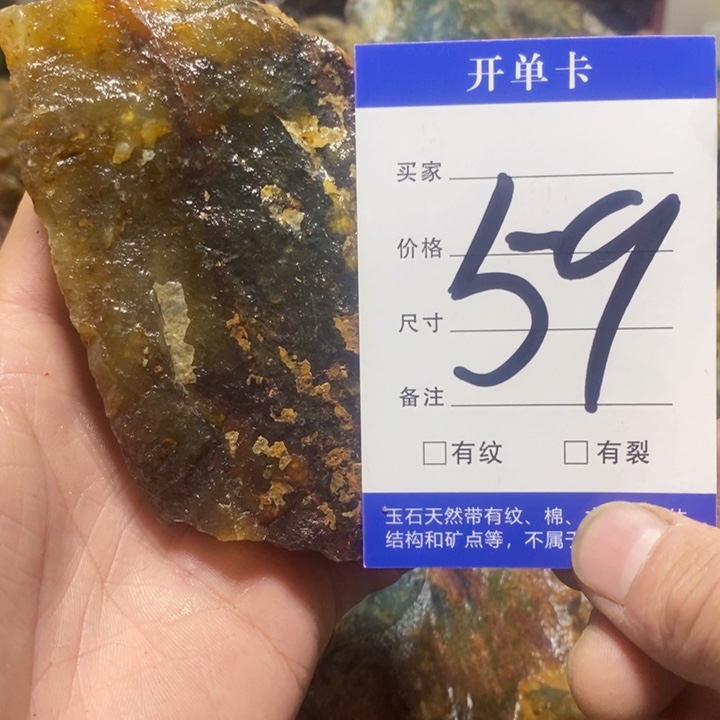 开单卡
买家
价格
尺寸
备注
59
□有纹 □有裂
玉石天然带有纹、棉、
结构和矿点等，不属于